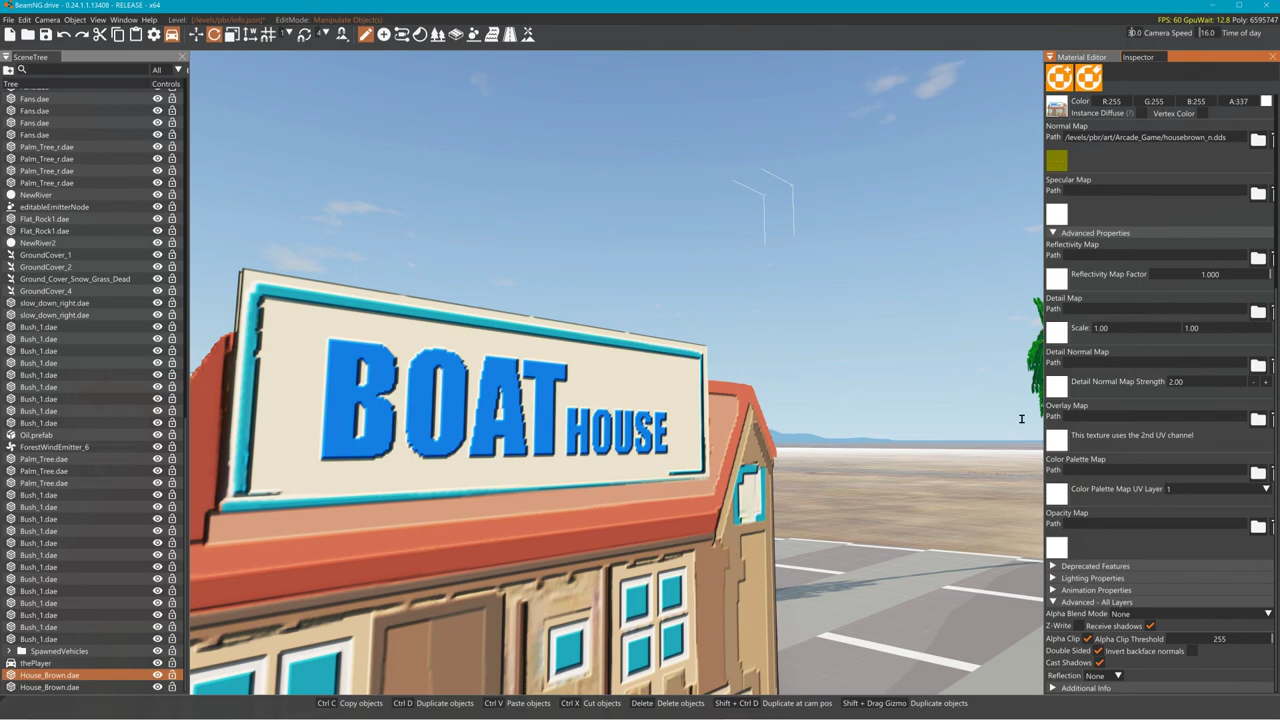 BeamNG.drive - 0.24.1.1.13408 - RELEASE - x64
File Edit Camera Object View Window Help Level: [/levels/pbr/info.json]* EditMode: Manipulate Object(s)
FPS: 60 GpuWait: 12.8 Poly: 6595747
30.0 Camera Speed 16.0 Time of day
SceneTree
All
Tree Controls
Fans.dae
Fans.dae
Fans.dae
Fans.dae
Fans.dae
Palm_Tree_r.dae
Palm_Tree_r.dae
Palm_Tree_r.dae
Palm_Tree_r.dae
NewRiver
editableEmitterNode
Flat_Rock1.dae
Flat_Rock1.dae
NewRiver2
GroundCover_1
GroundCover_2
Ground_Cover_Snow_Grass_Dead
GroundCover_4
slow_down_right.dae
slow_down_right.dae
Bush_1.dae
Bush_1.dae
Bush_1.dae
Bush_1.dae
Bush_1.dae
Bush_1.dae
Bush_1.dae
Bush_1.dae
Bush_1.dae
Oil.prefab
ForestWindEmitter_6
Palm_Tree.dae
Palm_Tree.dae
Palm_Tree.dae
Bush_1.dae
Bush_1.dae
Bush_1.dae
Bush_1.dae
Bush_1.dae
Bush_1.dae
Bush_1.dae
Bush_1.dae
Bush_1.dae
Bush_1.dae
Bush_1.dae
Bush_1.dae
Bush_1.dae
SpawnedVehicles
thePlayer
House_Brown.dae
House_Brown.dae
BOAT HOUSE
Material Editor Inspector
Color R:255 G:255 B:255 A:337
Instance Diffuse (?) Vertex Color
Normal Map
Path /levels/pbr/art/Arcade_Game/housebrown_n.dds
Specular Map
Path
Advanced Properties
Reflectivity Map
Path
Reflectivity Map Factor 1.000
Detail Map
Path
Scale: 1.00 1.00
Detail Normal Map
Path
Detail Normal Map Strength 2.00 - +
Overlay Map
Path
This texture uses the 2nd UV channel
Color Palette Map
Path
Color Palette Map UV Layer 1
Opacity Map
Path
Deprecated Features
Lighting Properties
Animation Properties
Advanced - All Layers
Alpha Blend Mode None
Z-Write Receive shadows
Alpha Clip Alpha Clip Threshold 255
Double Sided Invert backface normals
Cast Shadows
Reflection None
Additional Info
Ctrl C Copy objects Ctrl D Duplicate objects Ctrl V Paste objects Ctrl X Cut objects Delete Delete objects Shift + Ctrl D Duplicate at cam pos Shift + Drag Gizmo Duplicate objects